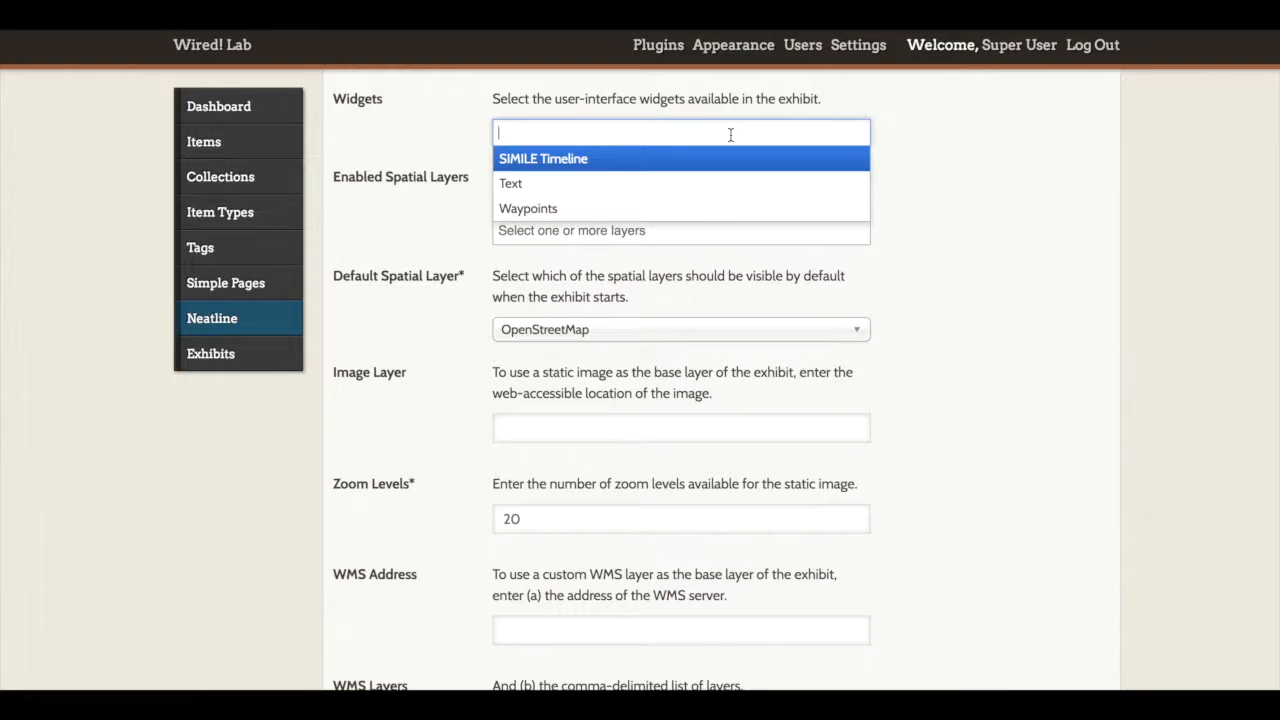 Wired! Lab
Plugins Appearance Users Settings Welcome, Super User Log Out
Dashboard
Items
Collections
Item Types
Tags
Simple Pages
Neatline
Exhibits
Widgets
Select the user-interface widgets available in the exhibit.
SIMILE Timeline
Text
Waypoints
Enabled Spatial Layers
Select one or more layers
Default Spatial Layer*
Select which of the spatial layers should be visible by default
when the exhibit starts.
OpenStreetMap
Image Layer
To use a static image as the base layer of the exhibit, enter the
web-accessible location of the image.
Zoom Levels*
Enter the number of zoom levels available for the static image.
20
WMS Address
To use a custom WMS layer as the base layer of the exhibit,
enter (a) the address of the WMS server.
WMS Layers
And (b) the comma-delimited list of layers.